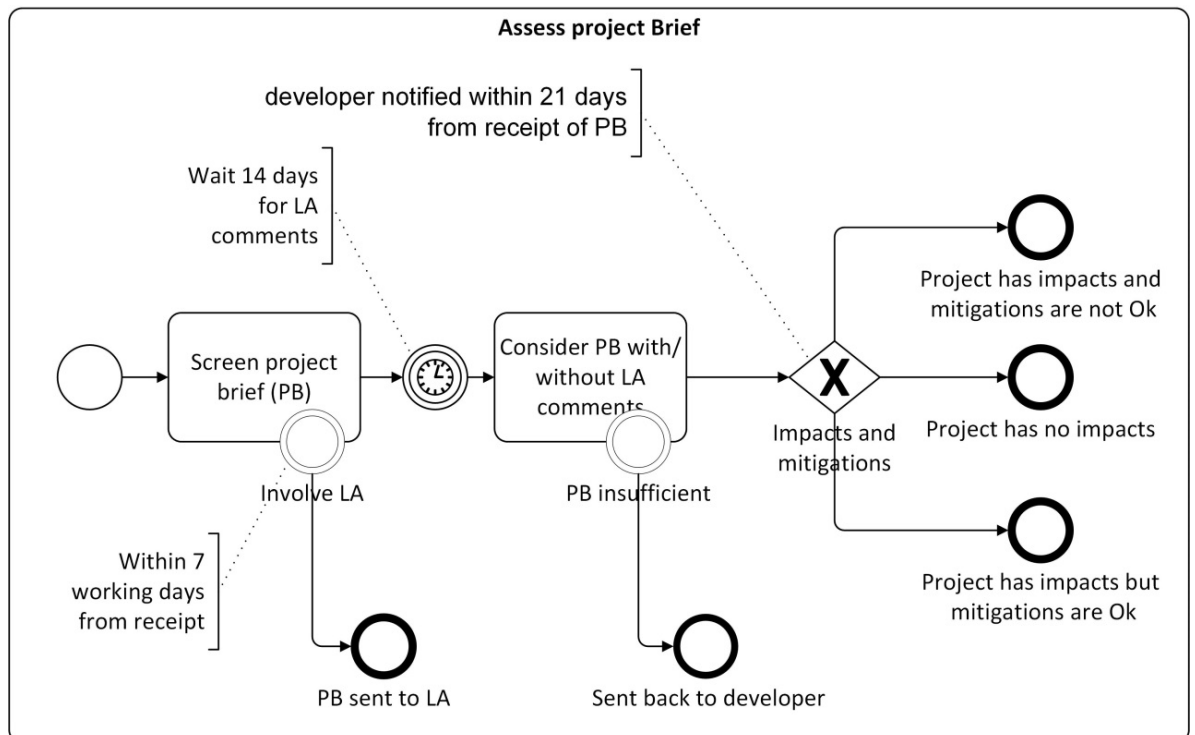 Assess project Brief
developer notified within 21 days
from receipt of PB
Wait 14 days
for LA
comments
Project has impacts and
mitigations are not Ok
Screen project
brief (PB)
Consider PB with/
without LA
comments
X
Impacts and
mitigations
Project has no impacts
Involve LA
PB insufficient
Within 7
working days
from receipt
Project has impacts but
mitigations are Ok
PB sent to LA
Sent back to developer